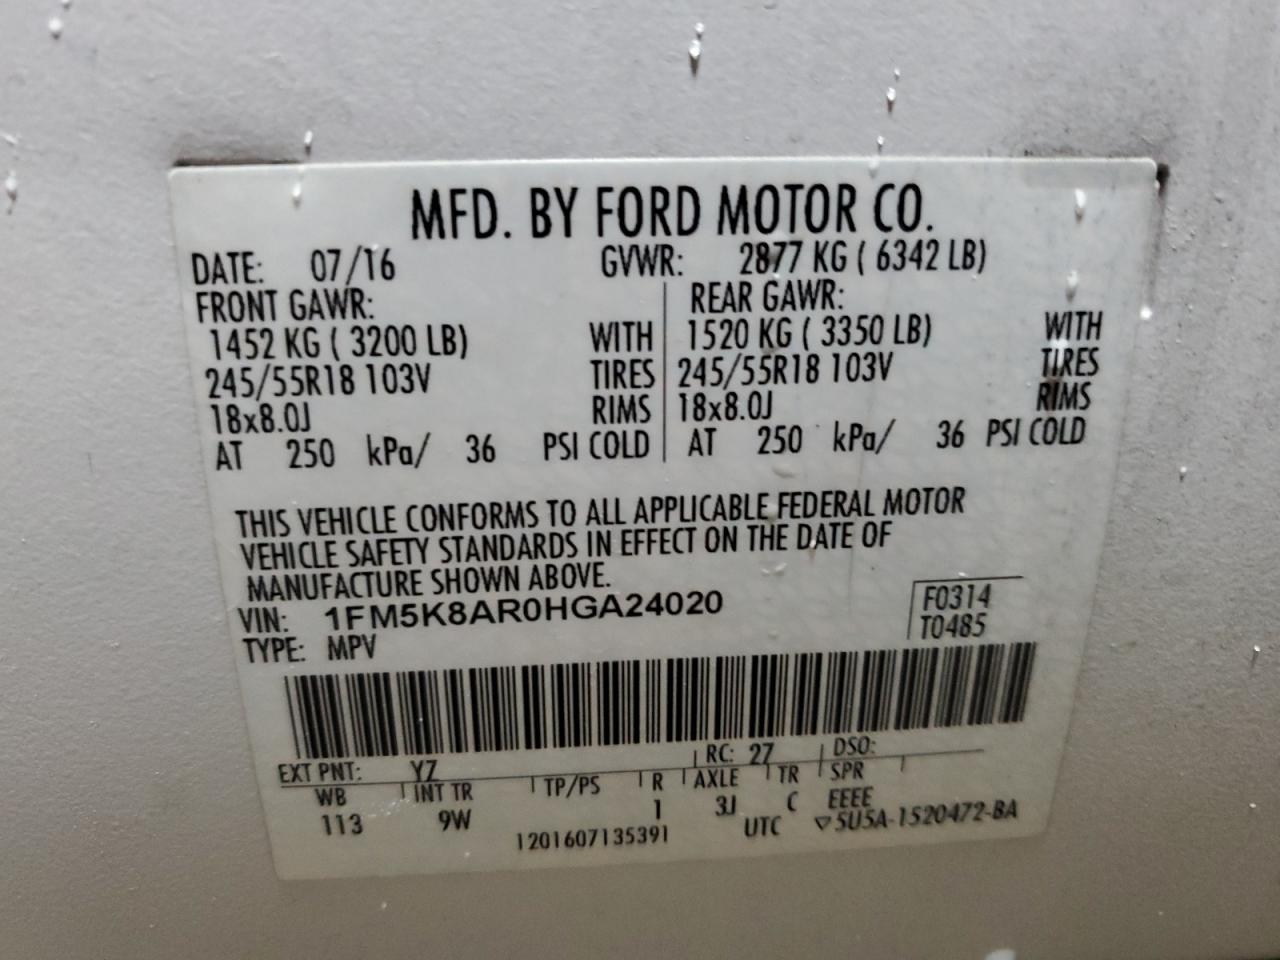 MFD. BY FORD MOTOR CO.
DATE: 07/16 GVWR: 2877 KG ( 6342 LB)
FRONT GAWR: REAR GAWR:
1452 KG ( 3200 LB) WITH 1520 KG ( 3350 LB) WITH
245/55R18 103V TIRES 245/55R18 103V TIRES
18x8.0J RIMS 18x8.0J RIMS
AT 250 kPa/ 36 PSI COLD AT 250 kPa/ 36 PSI COLD
THIS VEHICLE CONFORMS TO ALL APPLICABLE FEDERAL MOTOR
VEHICLE SAFETY STANDARDS IN EFFECT ON THE DATE OF
MANUFACTURE SHOWN ABOVE.
VIN: 1FM5K8AR0HGA24020 F0314
TYPE: MPV T0485
EXT PNT: YZ RC: 27 DSO:
WB INT TR TP/PS R AXLE TR SPR
113 9W 1 3J C EEEE
1201607135391 UTC ▽5U5A-1520472-BA